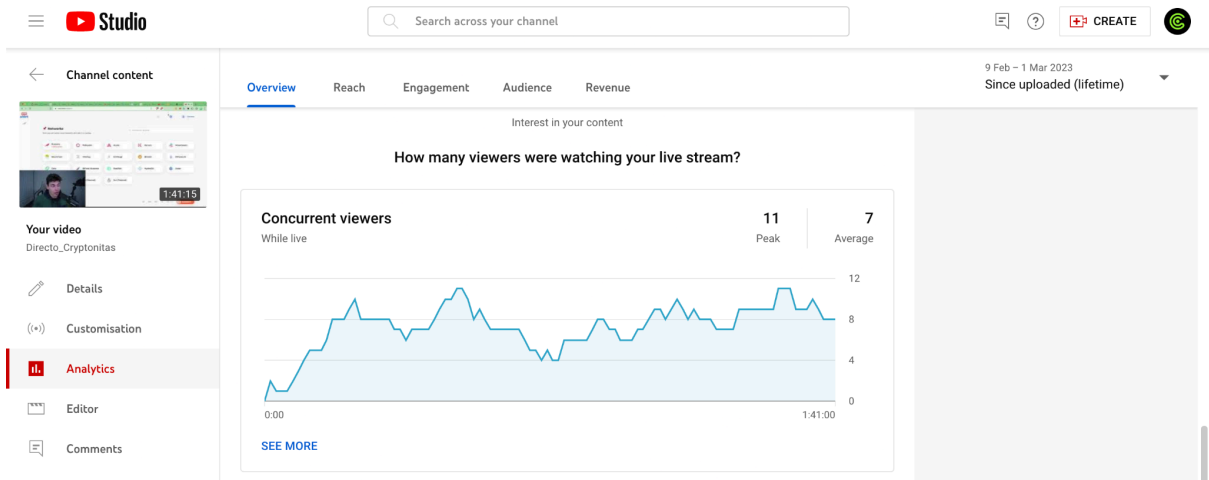 Studio
Search across your channel
CREATE
Channel content
1:41:15
Your video
Directo_Cryptonitas
Details
Customisation
Analytics
Editor
Comments
Overview
Reach
Engagement
Audience
Revenue
9 Feb – 1 Mar 2023
Since uploaded (lifetime)
Interest in your content
How many viewers were watching your live stream?
Concurrent viewers
While live
11
Peak
7
Average
12
8
4
0
0:00
1:41:00
SEE MORE